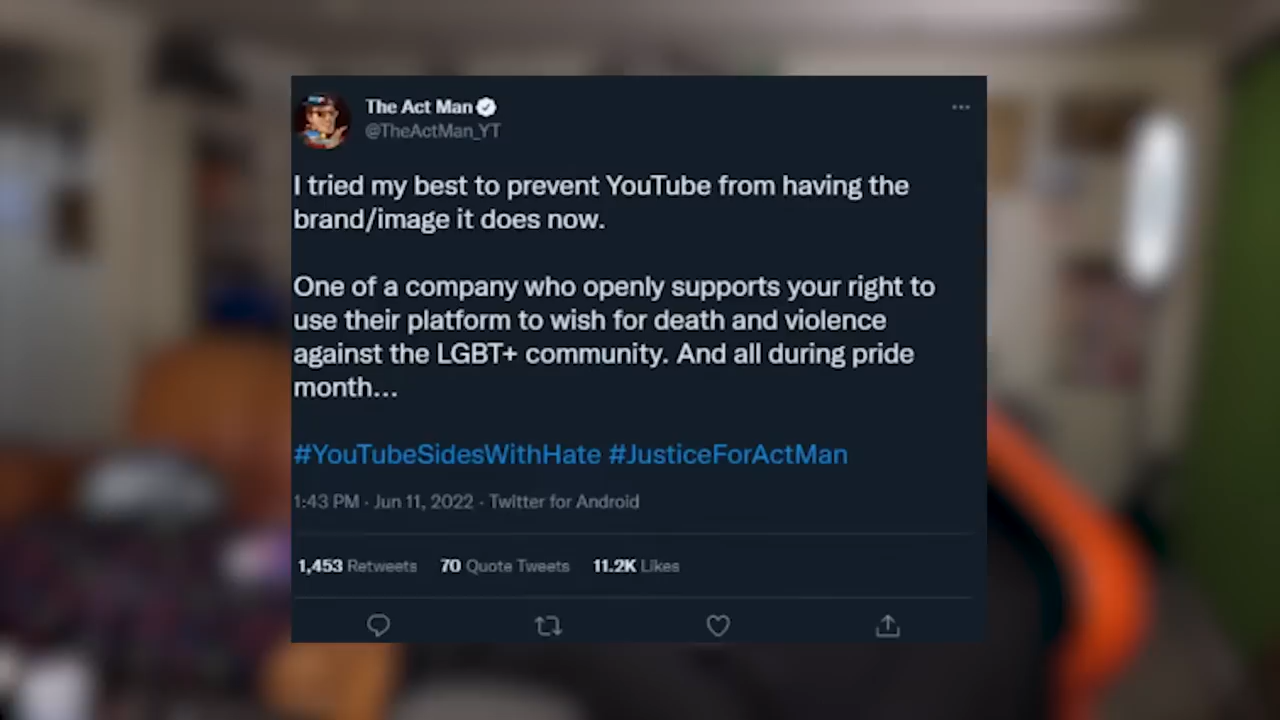 The Act Man
@TheActMan_YT
I tried my best to prevent YouTube from having the
brand/image it does now.
One of a company who openly supports your right to
use their platform to wish for death and violence
against the LGBT+ community. And all during pride
month...
#YouTubeSidesWithHate #JusticeForActMan
1:43 PM · Jun 11, 2022 · Twitter for Android
1,453 Retweets 70 Quote Tweets 11.2K Likes